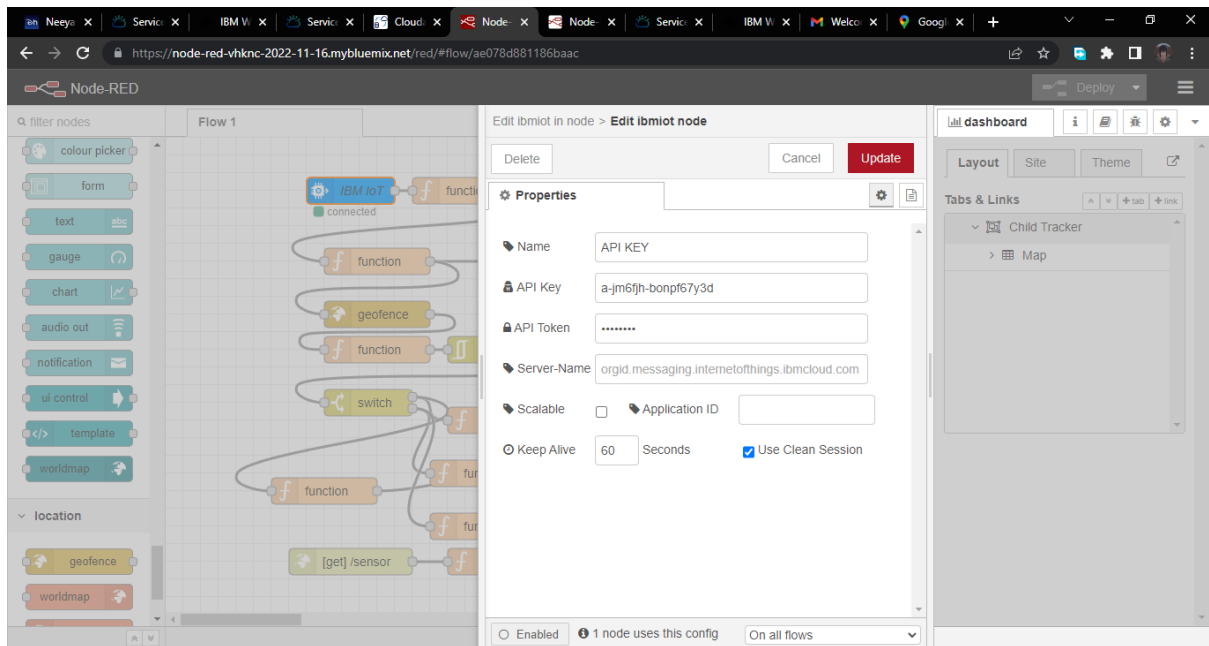 Neeya
Service
IBM W
Service
Cloud
Node-
Node-
Service
IBM W
Welco
Googl
https://node-red-vhknc-2022-11-16.mybluemix.net/red/#flow/ae078d881186baac
Node-RED
Deploy
filter nodes
Flow 1
Edit ibmiot in node > Edit ibmiot node
dashboard
colour picker
form
text
abc
gauge
chart
audio out
notification
ui control
</> template
worldmap
location
geofence
worldmap
IBM IoT
functi
connected
function
geofence
function
switch
fun
function
fun
[get] /sensor
Delete
Cancel
Update
Properties
Name API KEY
API Key a-jm6fjh-bonpf67y3d
API Token ••••••••
Server-Name orgid.messaging.internetofthings.ibmcloud.com
Scalable Application ID
Keep Alive 60 Seconds Use Clean Session
Enabled 1 node uses this config On all flows
Layout
Site
Theme
Tabs & Links
+ tab
+ link
Child Tracker
Map